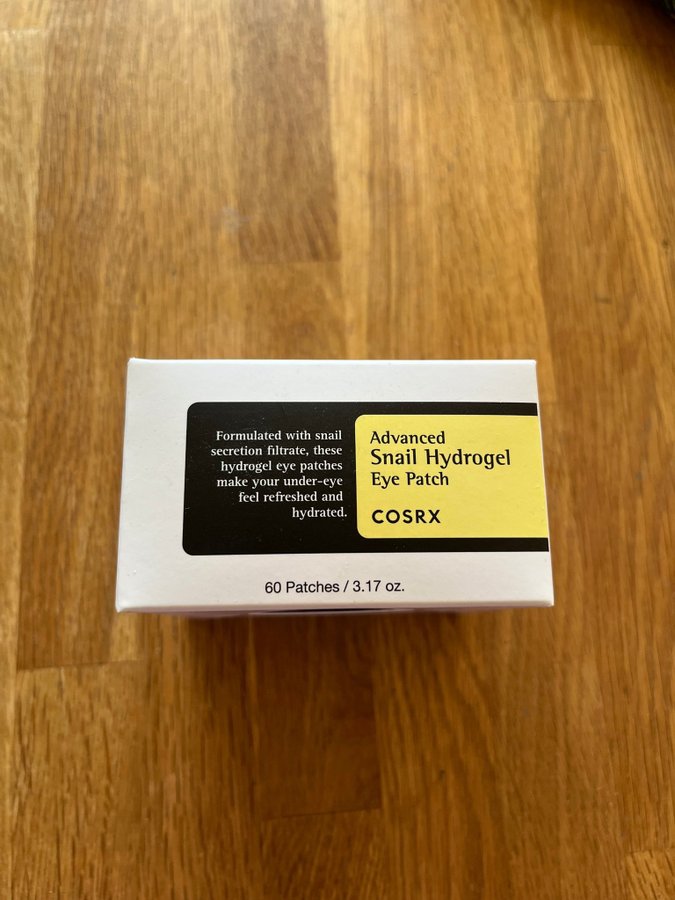 Formulated with snail
secretion filtrate, these
hydrogel eye patches
make your under-eye
feel refreshed and
hydrated.
Advanced
Snail Hydrogel
Eye Patch
COSRX
60 Patches / 3.17 oz.